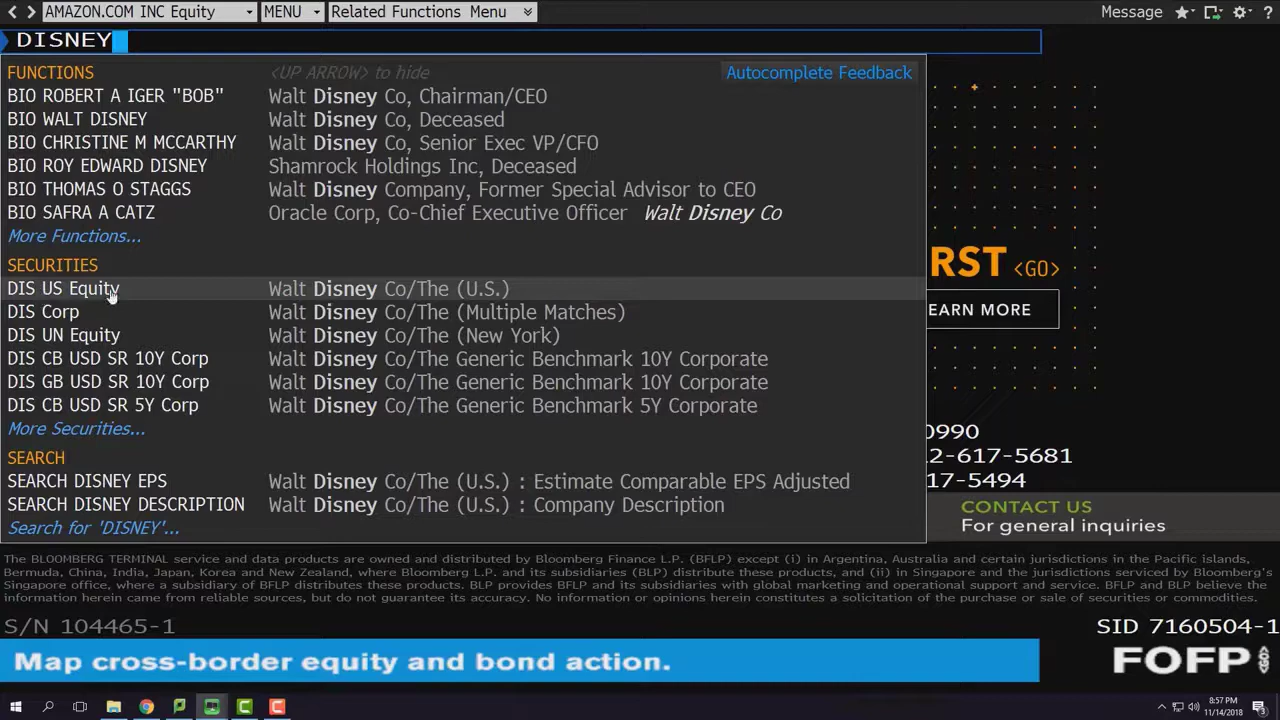 AMAZON.COM INC Equity MENU Related Functions Menu Message ?
DISNEY
FUNCTIONS <UP ARROW> to hide Autocomplete Feedback
BIO ROBERT A IGER "BOB" Walt Disney Co, Chairman/CEO
BIO WALT DISNEY Walt Disney Co, Deceased
BIO CHRISTINE M MCCARTHY Walt Disney Co, Senior Exec VP/CFO
BIO ROY EDWARD DISNEY Shamrock Holdings Inc, Deceased
BIO THOMAS O STAGGS Walt Disney Company, Former Special Advisor to CEO
BIO SAFRA A CATZ Oracle Corp, Co-Chief Executive Officer Walt Disney Co
More Functions...
SECURITIES
RST <GO>
DIS US Equity Walt Disney Co/The (U.S.)
DIS Corp Walt Disney Co/The (Multiple Matches) EARN MORE
DIS UN Equity Walt Disney Co/The (New York)
DIS CB USD SR 10Y Corp Walt Disney Co/The Generic Benchmark 10Y Corporate
DIS GB USD SR 10Y Corp Walt Disney Co/The Generic Benchmark 10Y Corporate
DIS CB USD SR 5Y Corp Walt Disney Co/The Generic Benchmark 5Y Corporate
More Securities... 0990
SEARCH 2-617-5681
SEARCH DISNEY EPS Walt Disney Co/The (U.S.) : Estimate Comparable EPS Adjusted 17-5494
SEARCH DISNEY DESCRIPTION Walt Disney Co/The (U.S.) : Company Description CONTACT US
Search for 'DISNEY'... For general inquiries
The BLOOMBERG TERMINAL service and data products are owned and distributed by Bloomberg Finance L.P. (BFLP) except (i) in Argentina, Australia and certain jurisdictions in the Pacific islands,
Bermuda, China, India, Japan, Korea and New Zealand, where Bloomberg L.P. and its subsidiaries (BLP) distribute these products, and (ii) in Singapore and the jurisdictions serviced by Bloomberg's
Singapore office, where a subsidiary of BFLP distributes these products. BLP provides BFLP and its subsidiaries with global marketing and operational support and service. BFLP and BLP believe the
information herein came from reliable sources, but do not guarantee its accuracy. No information or opinions herein constitutes a solicitation of the purchase or sale of securities or commodities.
S/N 104465-1 SID 7160504-1
Map cross-border equity and bond action. FOFP
8:57 PM
11/14/2018